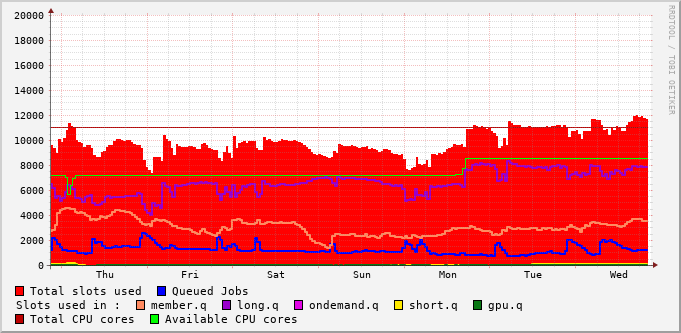 20000
18000
16000
14000
12000
10000
8000
6000
4000
2000
0
Thu Fri Sat Sun Mon Tue Wed
RRDTOOL / TOBI OETIKER
Total slots used Queued Jobs
Slots used in : member.q long.q ondemand.q short.q gpu.q
Total CPU cores Available CPU cores